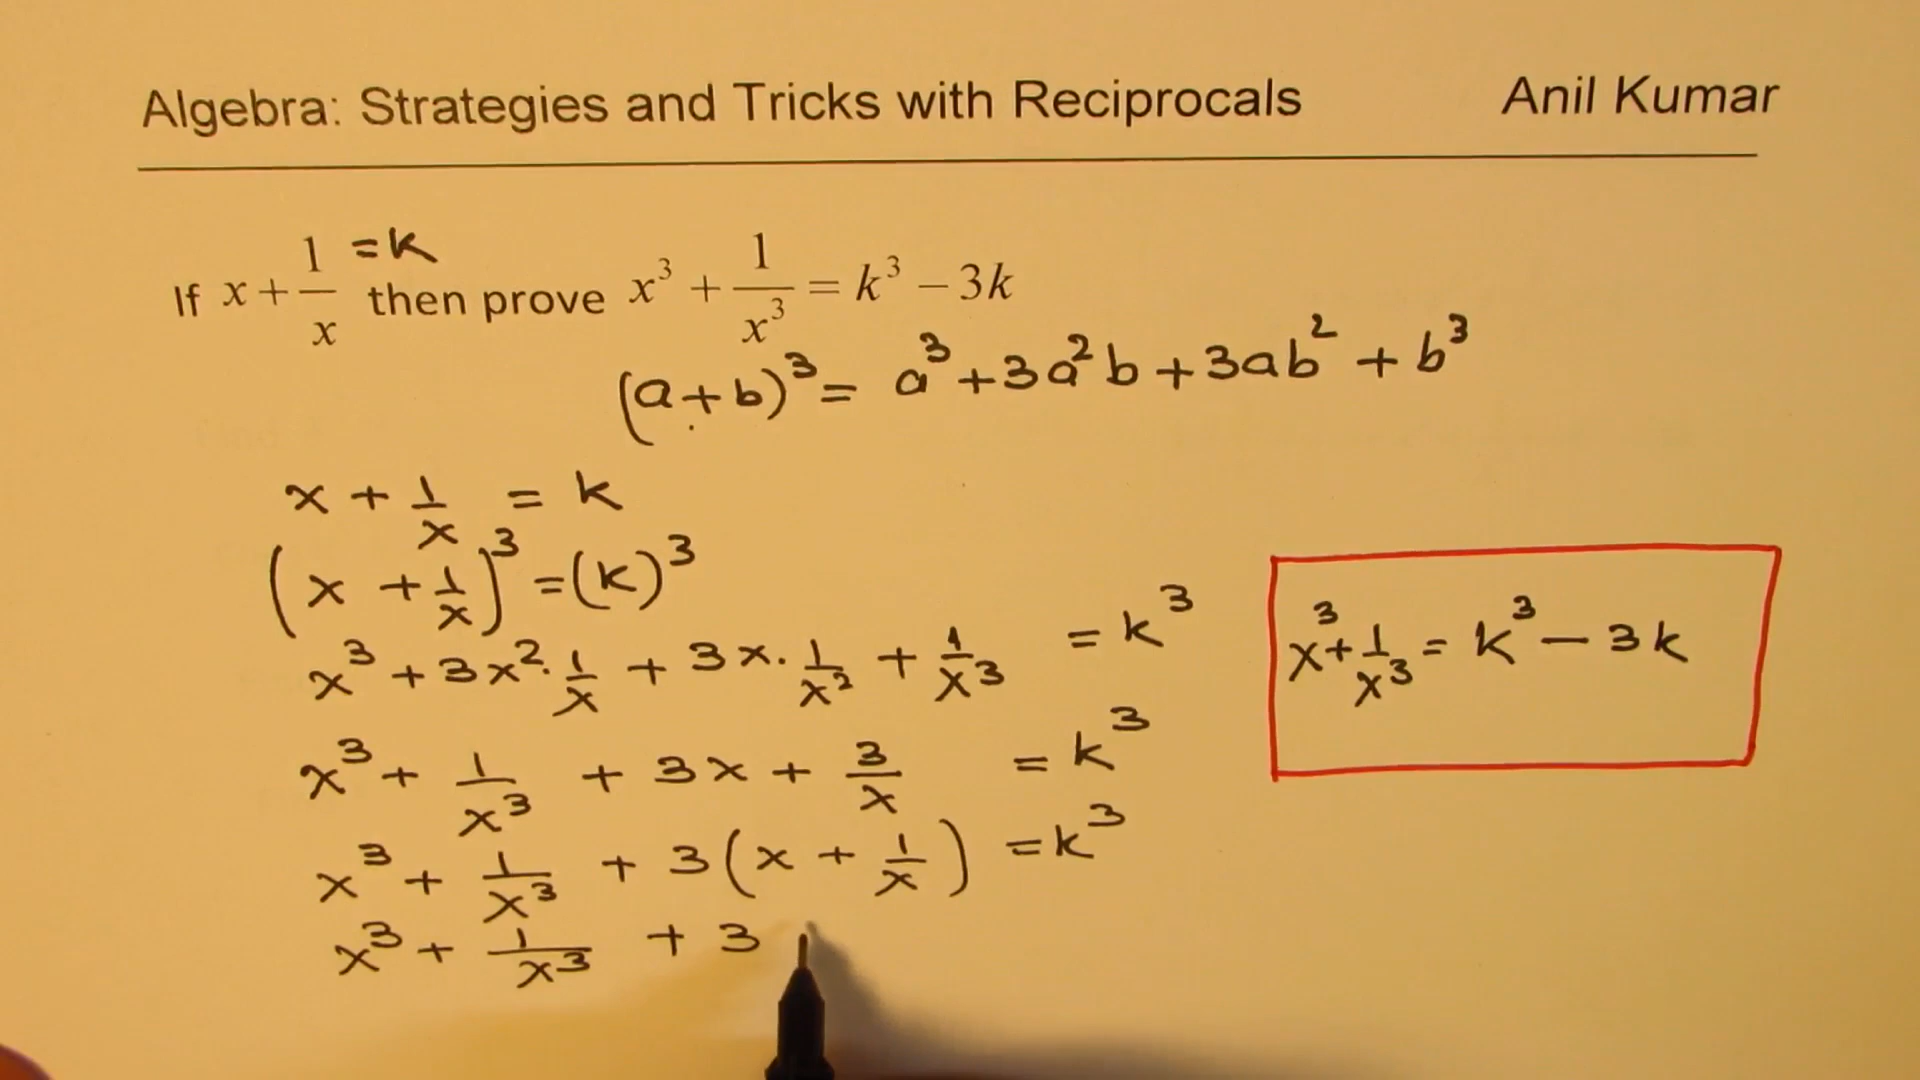 Algebra: Strategies and Tricks with Reciprocals Anil Kumar
If x + 1/x = k then prove x³ + 1/x³ = k³ − 3k
(a+b)³ = a³ + 3a²b + 3ab² + b³
x + 1/x = k
(x + 1/x)³ = (k)³
x³ + 3x²·1/x + 3x·1/x² + 1/x³ = k³
x³ + 1/x³ = k³ − 3k
x³ + 1/x³ + 3x + 3/x = k³
x³ + 1/x³ + 3(x + 1/x) = k³
x³ + 1/x³ + 3